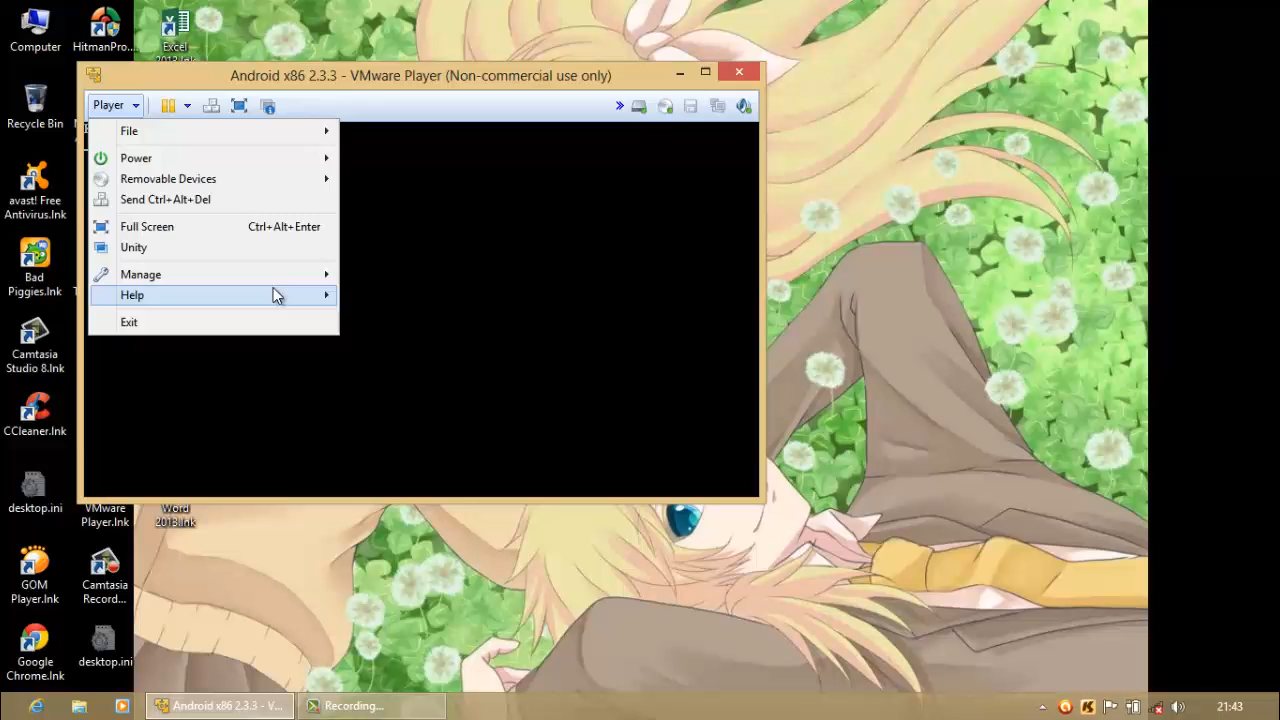 Computer
HitmanPro...
Excel
2013.lnk
Recycle Bin
avast! Free
Antivirus.lnk
Bad
Piggies.lnk
Camtasia
Studio 8.lnk
CCleaner.lnk
desktop.ini
VMware
Player.lnk
Word
2013.lnk
GOM
Player.lnk
Camtasia
Record...
Google
Chrome.lnk
desktop.ini
Android x86 2.3.3 - VMware Player (Non-commercial use only)
Player
File
Power
Removable Devices
Send Ctrl+Alt+Del
Full Screen Ctrl+Alt+Enter
Unity
Manage
Help
Exit
Android x86 2.3.3 - V...
Recording...
21:43